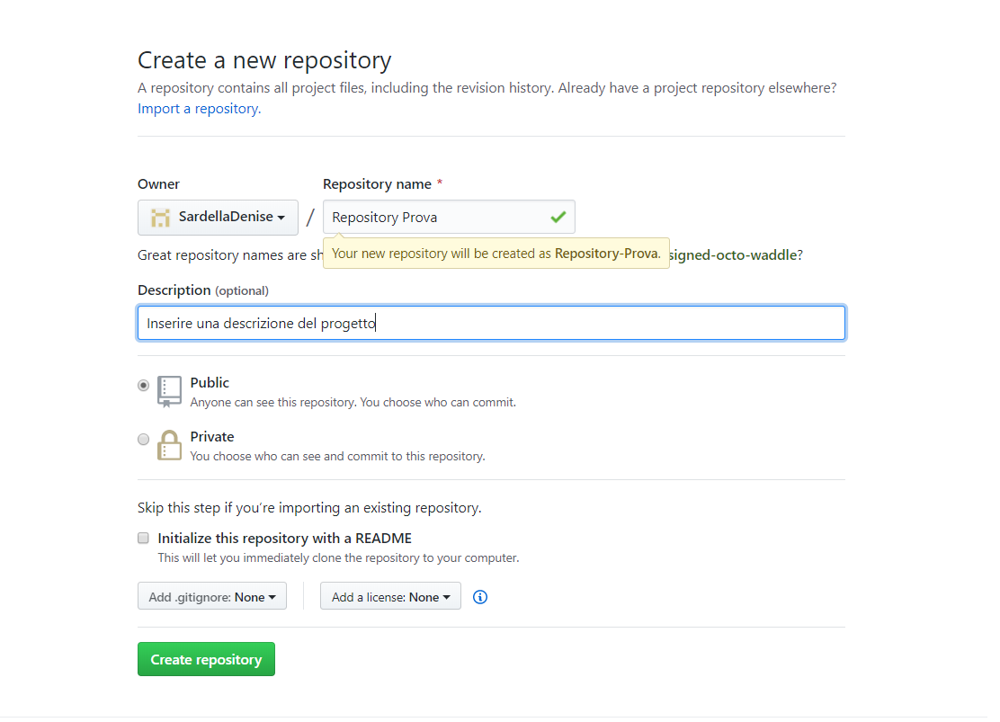 Create a new repository
A repository contains all project files, including the revision history. Already have a project repository elsewhere?
Import a repository.
Owner
Repository name *
SardellaDenise
/
Repository Prova
Your new repository will be created as Repository-Prova.
Great repository names are signed-octo-waddle?
Description (optional)
Inserire una descrizione del progetto
Public
Anyone can see this repository. You choose who can commit.
Private
You choose who can see and commit to this repository.
Skip this step if you're importing an existing repository.
Initialize this repository with a README
This will let you immediately clone the repository to your computer.
Add .gitignore: None
Add a license: None
Create repository